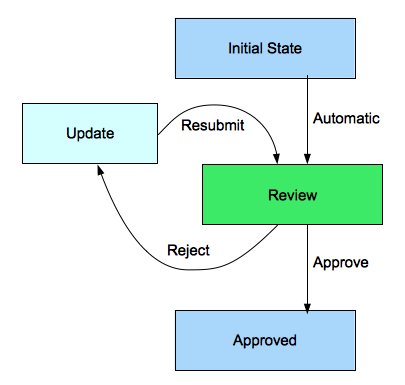 Initial State
Automatic
Update
Resubmit
Review
Reject
Approve
Approved